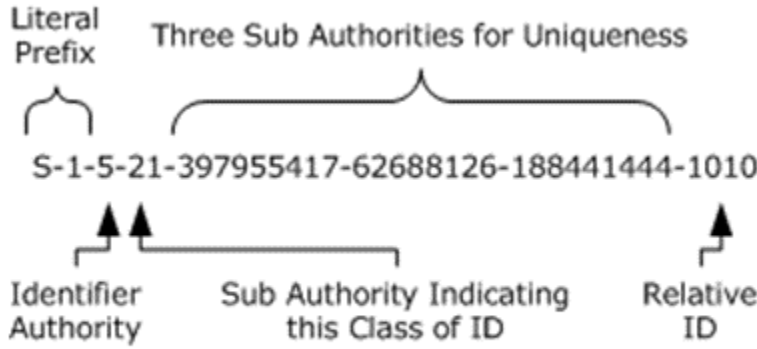 Literal
Prefix
Three Sub Authorities for Uniqueness
S-1-5-21-397955417-62688126-188441444-1010
Identifier
Authority
Sub Authority Indicating
this Class of ID
Relative
ID